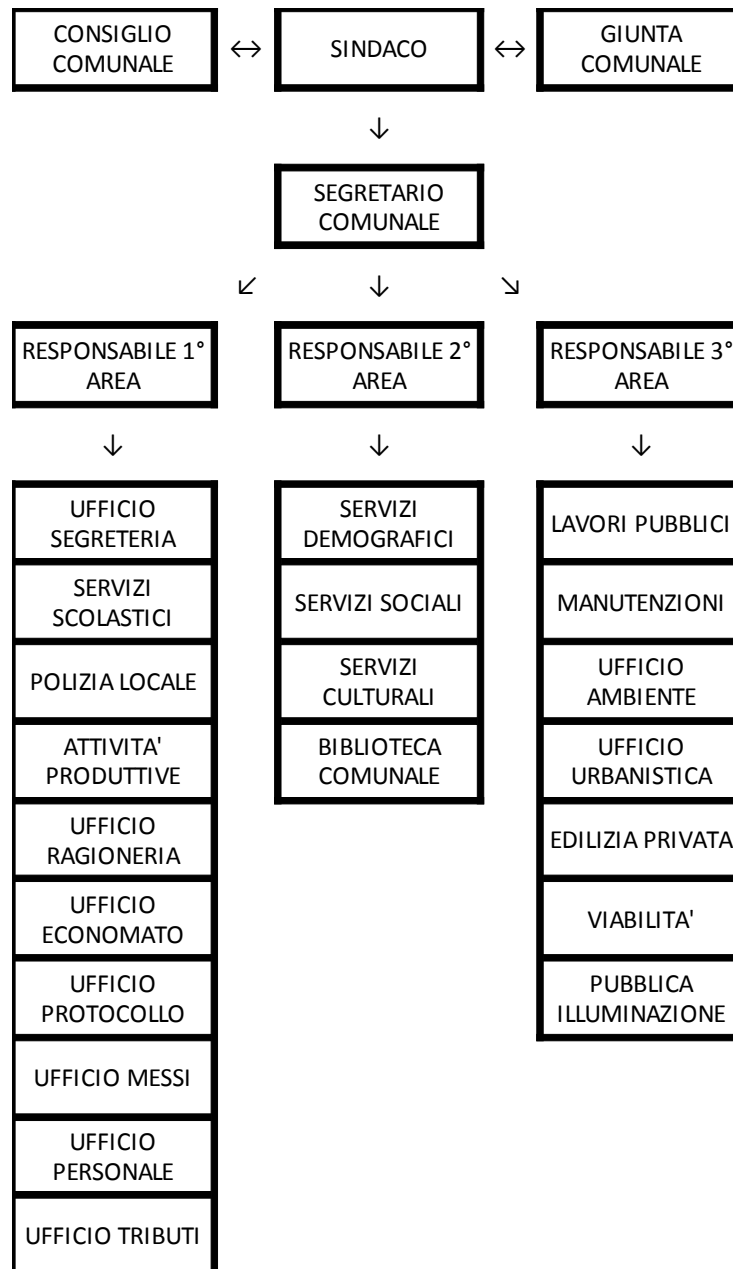 CONSIGLIO
COMUNALE
↔
SINDACO
↔
GIUNTA
COMUNALE
↓
SEGRETARIO
COMUNALE
↙ ↓ ↘
RESPONSABILE 1°
AREA
RESPONSABILE 2°
AREA
RESPONSABILE 3°
AREA
↓ ↓ ↓
UFFICIO
SEGRETERIA
SERVIZI
SCOLASTICI
POLIZIA LOCALE
ATTIVITA'
PRODUTTIVE
UFFICIO
RAGIONERIA
UFFICIO
ECONOMATO
UFFICIO
PROTOCOLLO
UFFICIO MESSI
UFFICIO
PERSONALE
UFFICIO TRIBUTI
SERVIZI
DEMOGRAFICI
SERVIZI SOCIALI
SERVIZI
CULTURALI
BIBLIOTECA
COMUNALE
LAVORI PUBBLICI
MANUTENZIONI
UFFICIO
AMBIENTE
UFFICIO
URBANISTICA
EDILIZIA PRIVATA
VIABILITA'
PUBBLICA
ILLUMINAZIONE